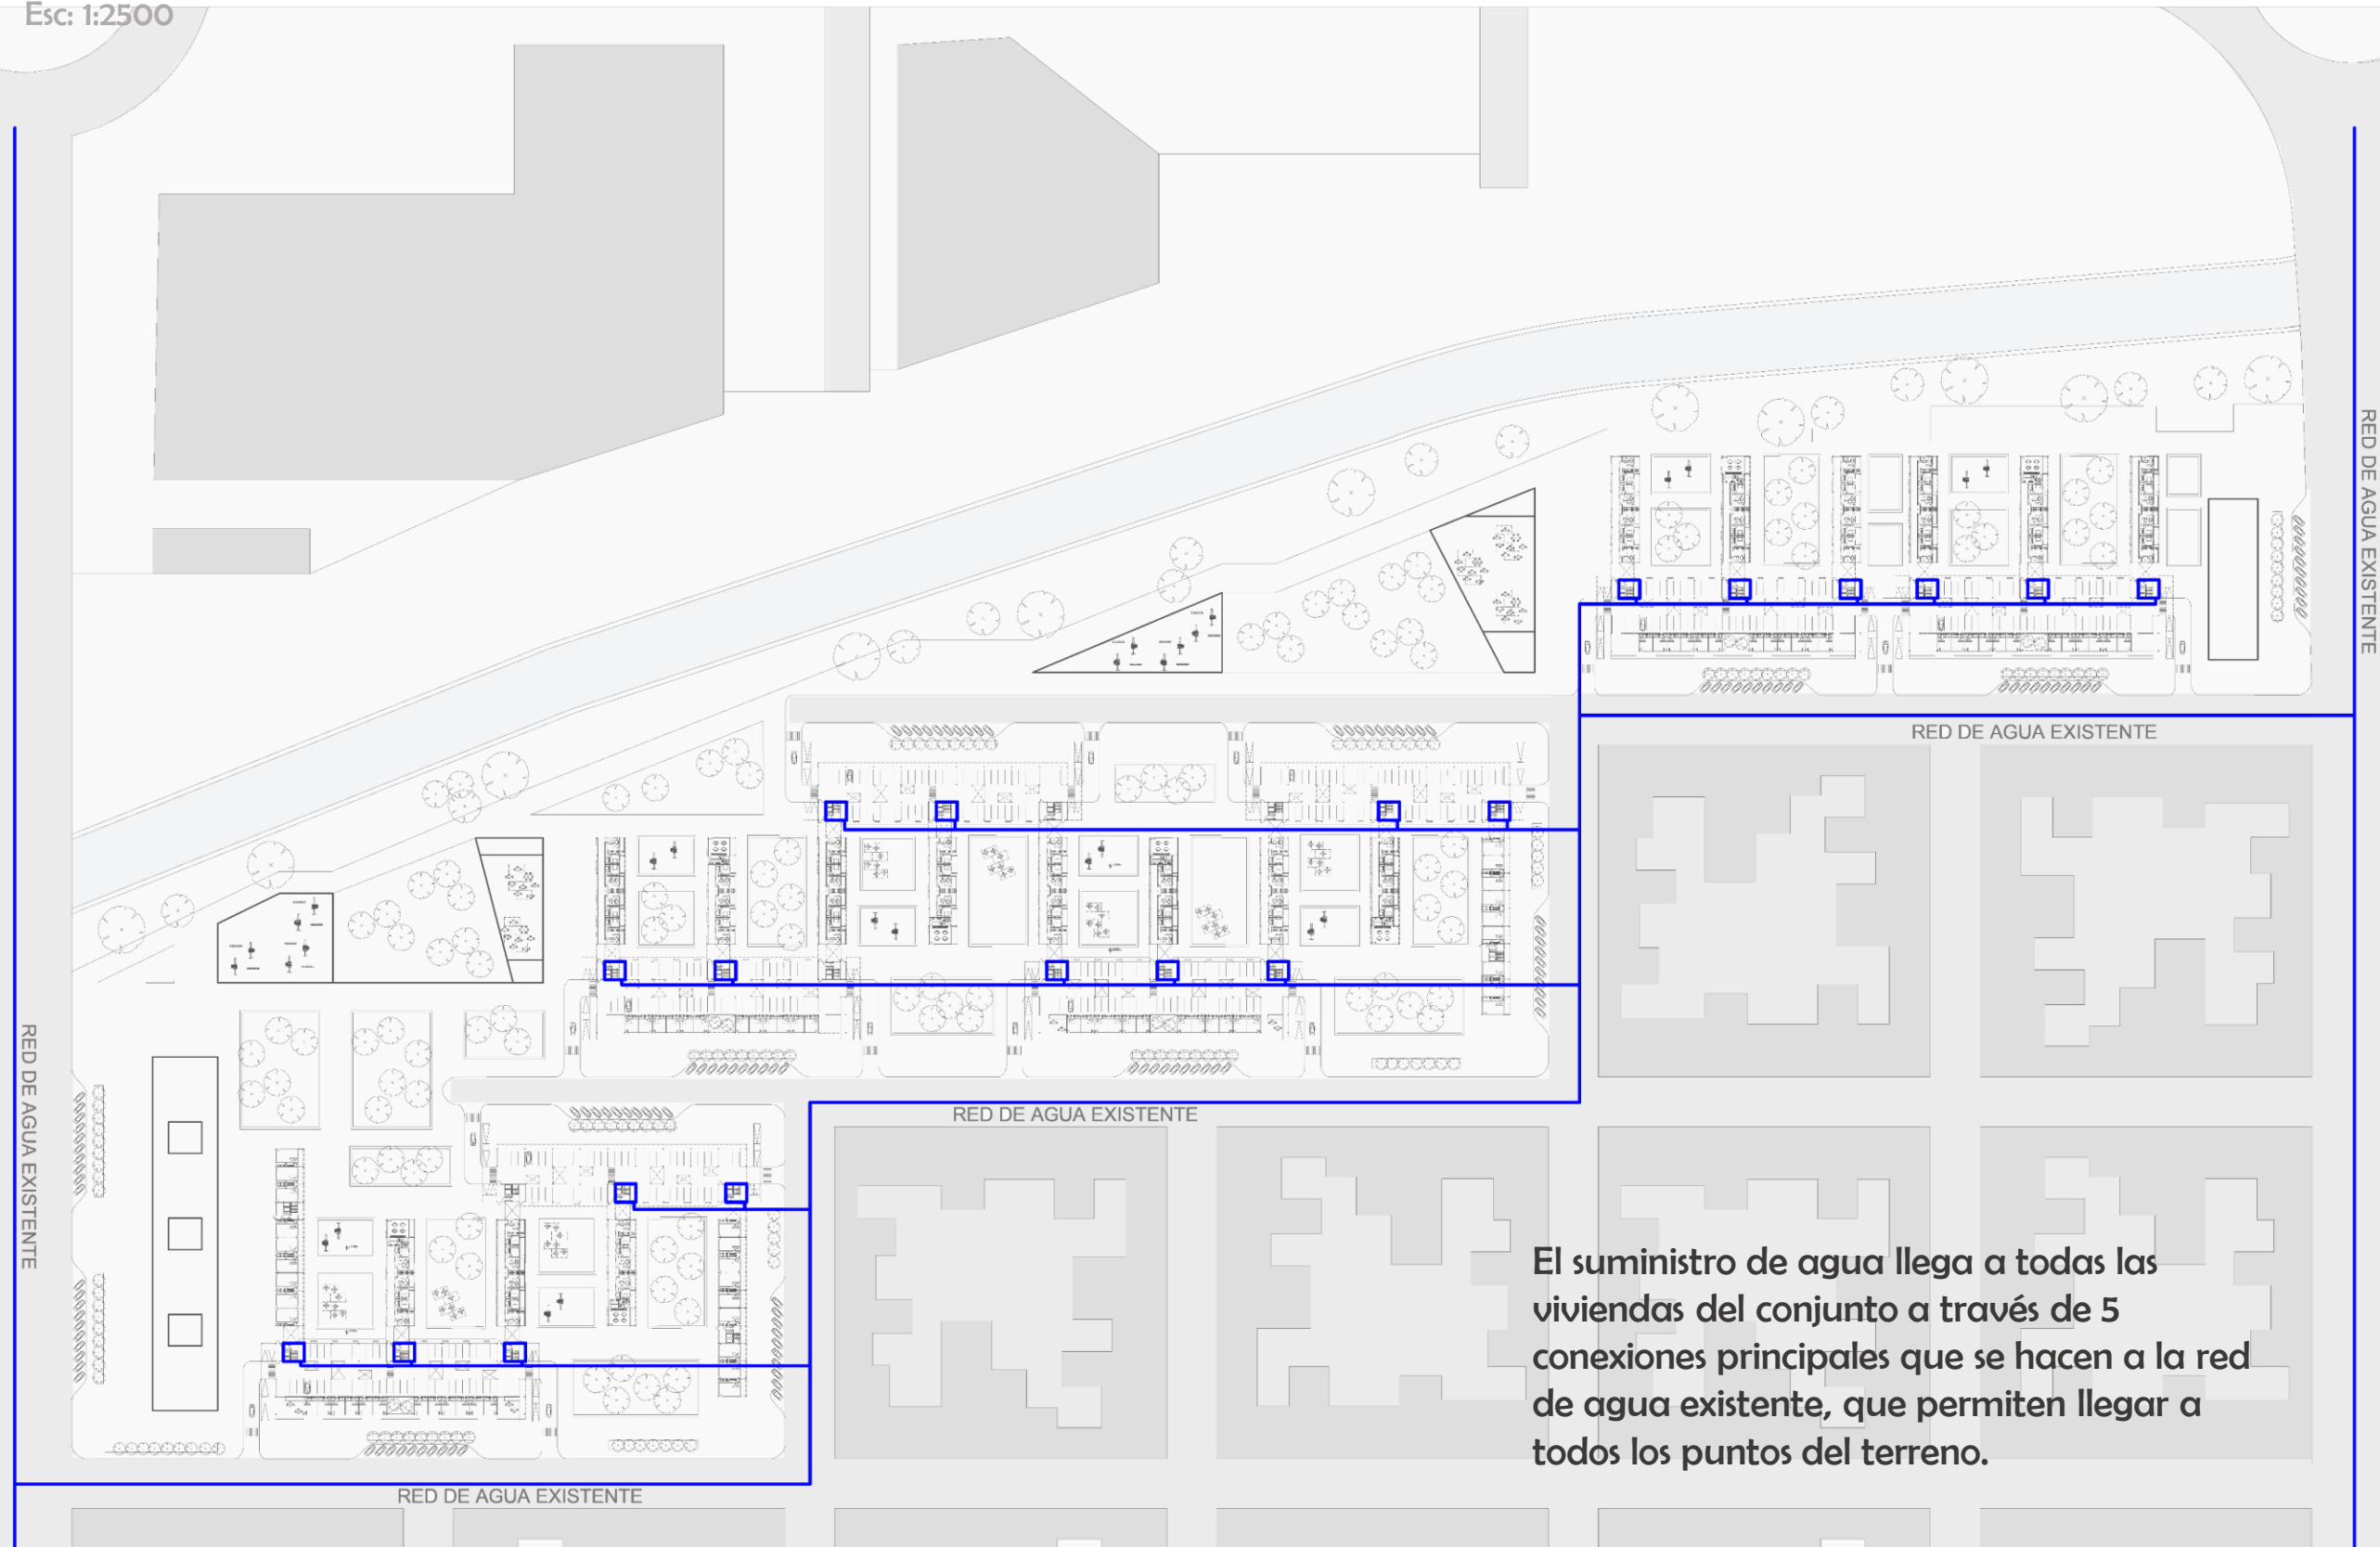 Esc: 1:2500
RED DE AGUA EXISTENTE
RED DE AGUA EXISTENTE
RED DE AGUA EXISTENTE
RED DE AGUA EXISTENTE
El suministro de agua llega a todas las
viviendas del conjunto a través de 5
conexiones principales que se hacen a la red
de agua existente, que permiten llegar a
todos los puntos del terreno.
RED DE AGUA EXISTENTE